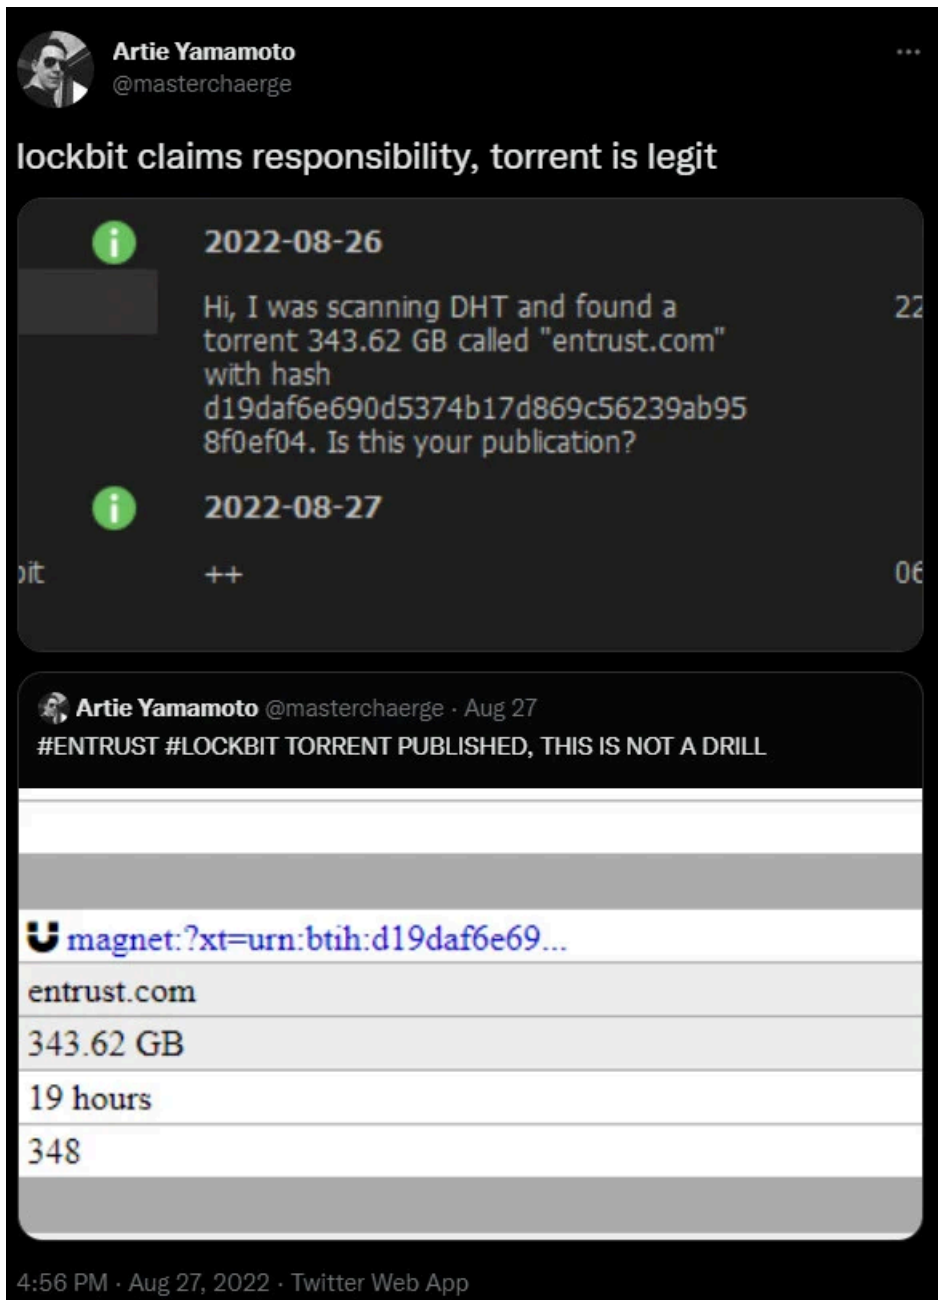 Artie Yamamoto
@masterchaerge
lockbit claims responsibility, torrent is legit
2022-08-26
Hi, I was scanning DHT and found a
22
torrent 343.62 GB called "entrust.com"
with hash
d19daf6e690d5374b17d869c56239ab95
8f0ef04. Is this your publication?
2022-08-27
bit
++
06
Artie Yamamoto @masterchaerge · Aug 27
#ENTRUST #LOCKBIT TORRENT PUBLISHED, THIS IS NOT A DRILL
magnet:?xt=urn:btih:d19daf6e69...
entrust.com
343.62 GB
19 hours
348
4:56 PM · Aug 27, 2022 · Twitter Web App